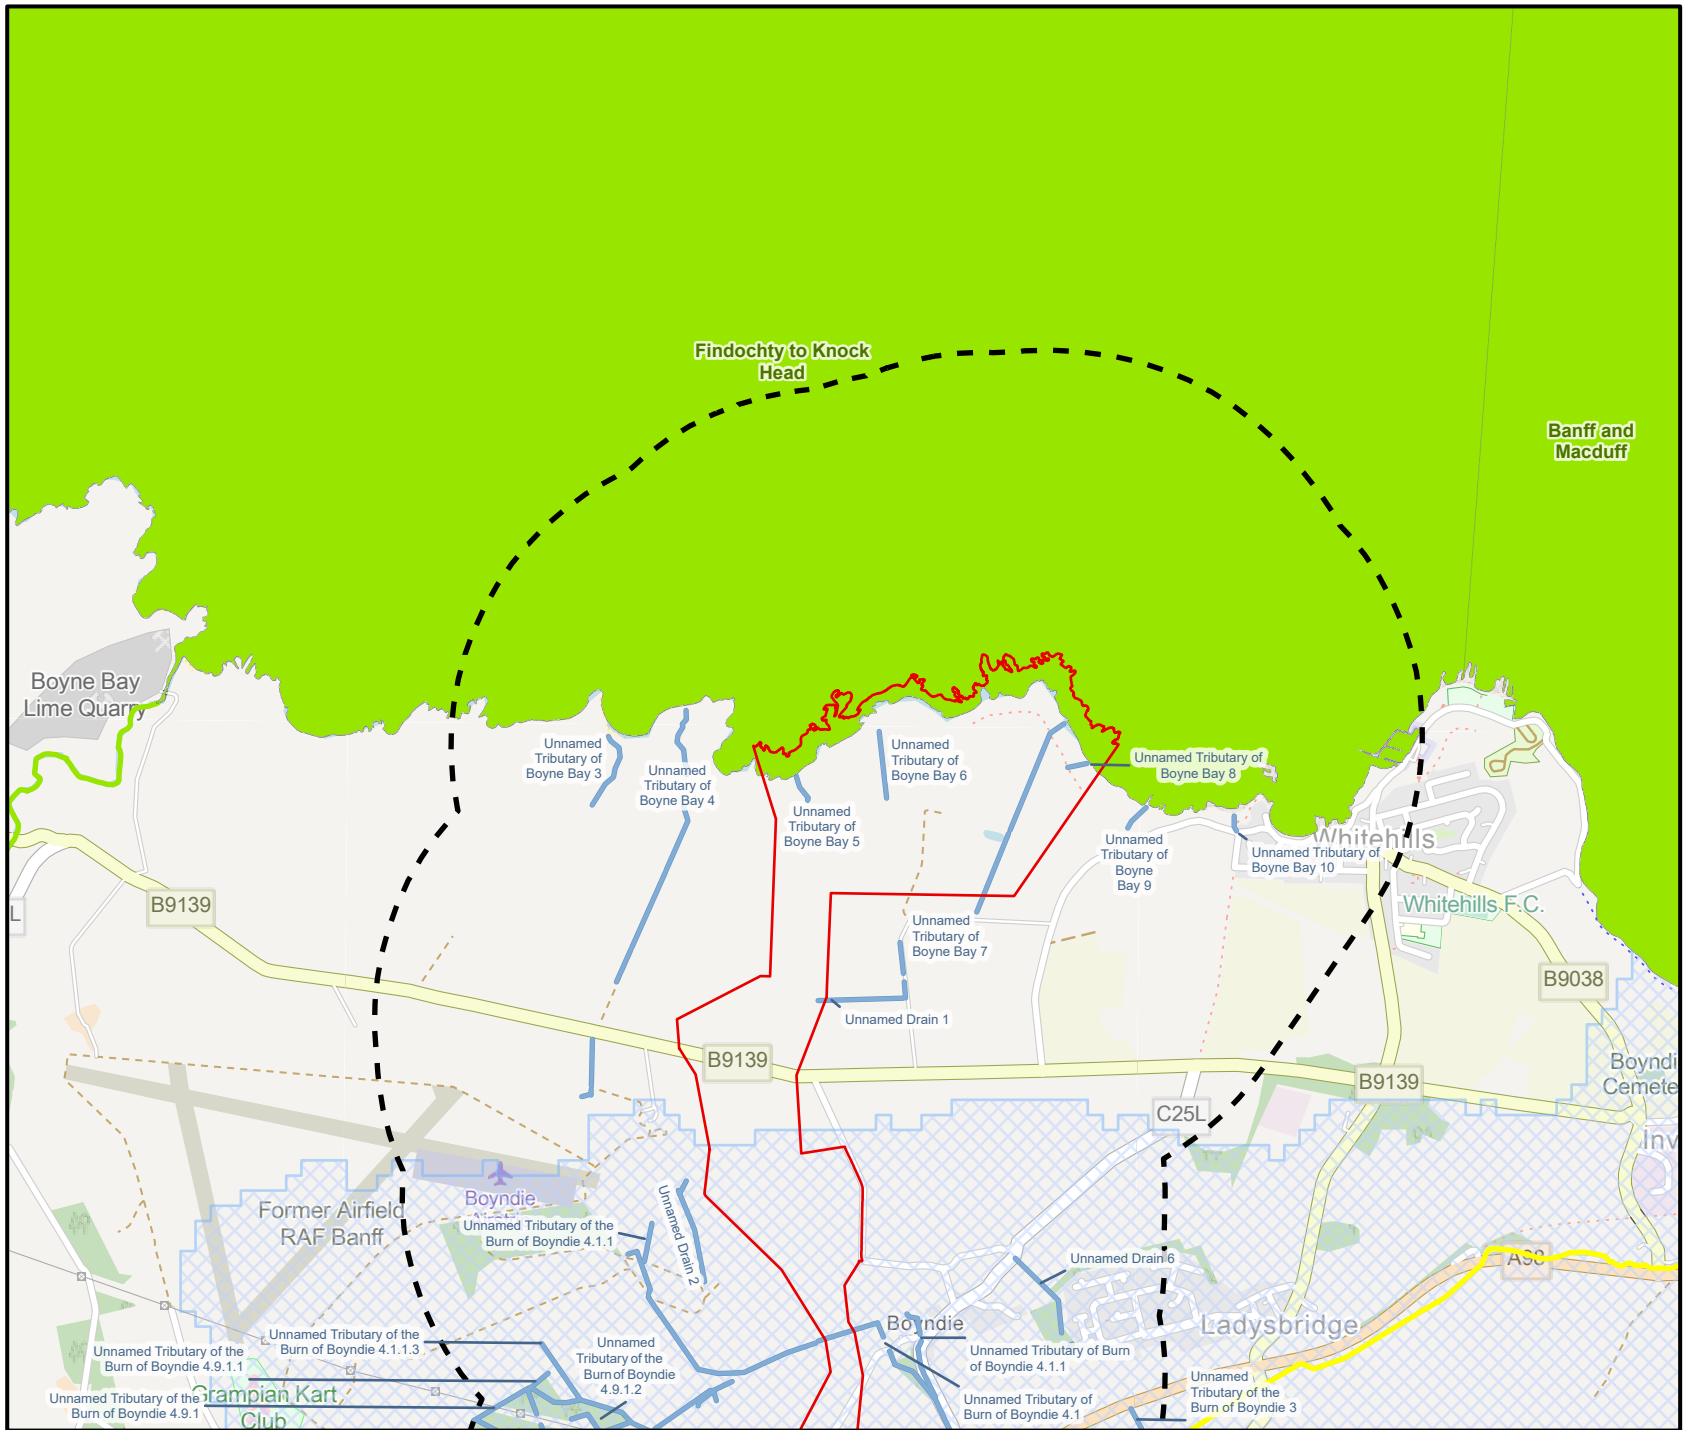 Findochty to Knock
Head
Banff and
Macduff
Boyne Bay
Lime Quarry
Unnamed
Tributary of
Boyne Bay 3
Unnamed
Tributary of
Boyne Bay 4
Unnamed
Tributary of
Boyne Bay 6
Unnamed Tributary of
Boyne Bay 8
Unnamed
Tributary of
Boyne Bay 5
Unnamed
Tributary of
Boyne
Bay 9
Whitehills
Unnamed Tributary of
Boyne Bay 10
L
B9139
Whitehills F.C.
Unnamed
Tributary of
Boyne Bay 7
B9038
Unnamed Drain 1
B9139
B9139
Boyndi
Cemete
C25L
Inv
Boyndie
Former Airfield
RAF Banff
Unnamed Tributary of the
Burn of Boyndie 4.1.1
Unnamed Drain 2
Unnamed Drain 6
A98
Boyndie
Ladysbridge
Unnamed Tributary of the
Burn of Boyndie 4.1.1.3
Unnamed Tributary of the
Burn of Boyndie 4.9.1.1
Unnamed
Tributary of the
Burn of Boyndie
4.9.1.2
Unnamed Tributary of Burn
of Boyndie 4.1.1
Unnamed
Tributary of the
Burn of Boyndie 3
Unnamed Tributary of the
Burn of Boyndie 4.9.1
Grampian Kart
Club
Unnamed Tributary of
Burn of Boyndie 4.1